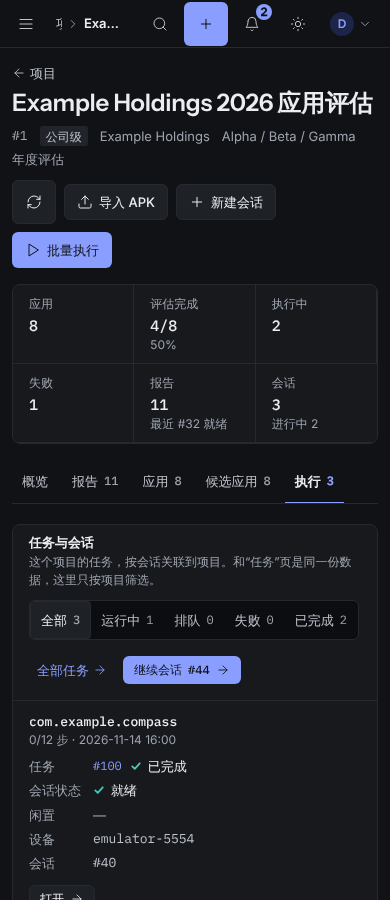 Exa...
2
D
项目
Example Holdings 2026 应用评估
#1 公司级 Example Holdings Alpha / Beta / Gamma
年度评估
导入 APK
新建会话
批量执行
应用 评估完成 执行中
8 4/8 2
50%
失败 报告 会话
1 11 3
最近 #32 就绪 进行中 2
概览 报告 11 应用 8 候选应用 8 执行 3
任务与会话
这个项目的任务，按会话关联到项目。和“任务”页是同一份数
据，这里只按项目筛选。
全部 3 运行中 1 排队 0 失败 0 已完成 2
全部任务 → 继续会话 #44 →
com.example.compass
0/12 步 · 2026-11-14 16:00
任务 #100 已完成
会话状态 就绪
闲置 —
设备 emulator-5554
会话 #40
打开 →